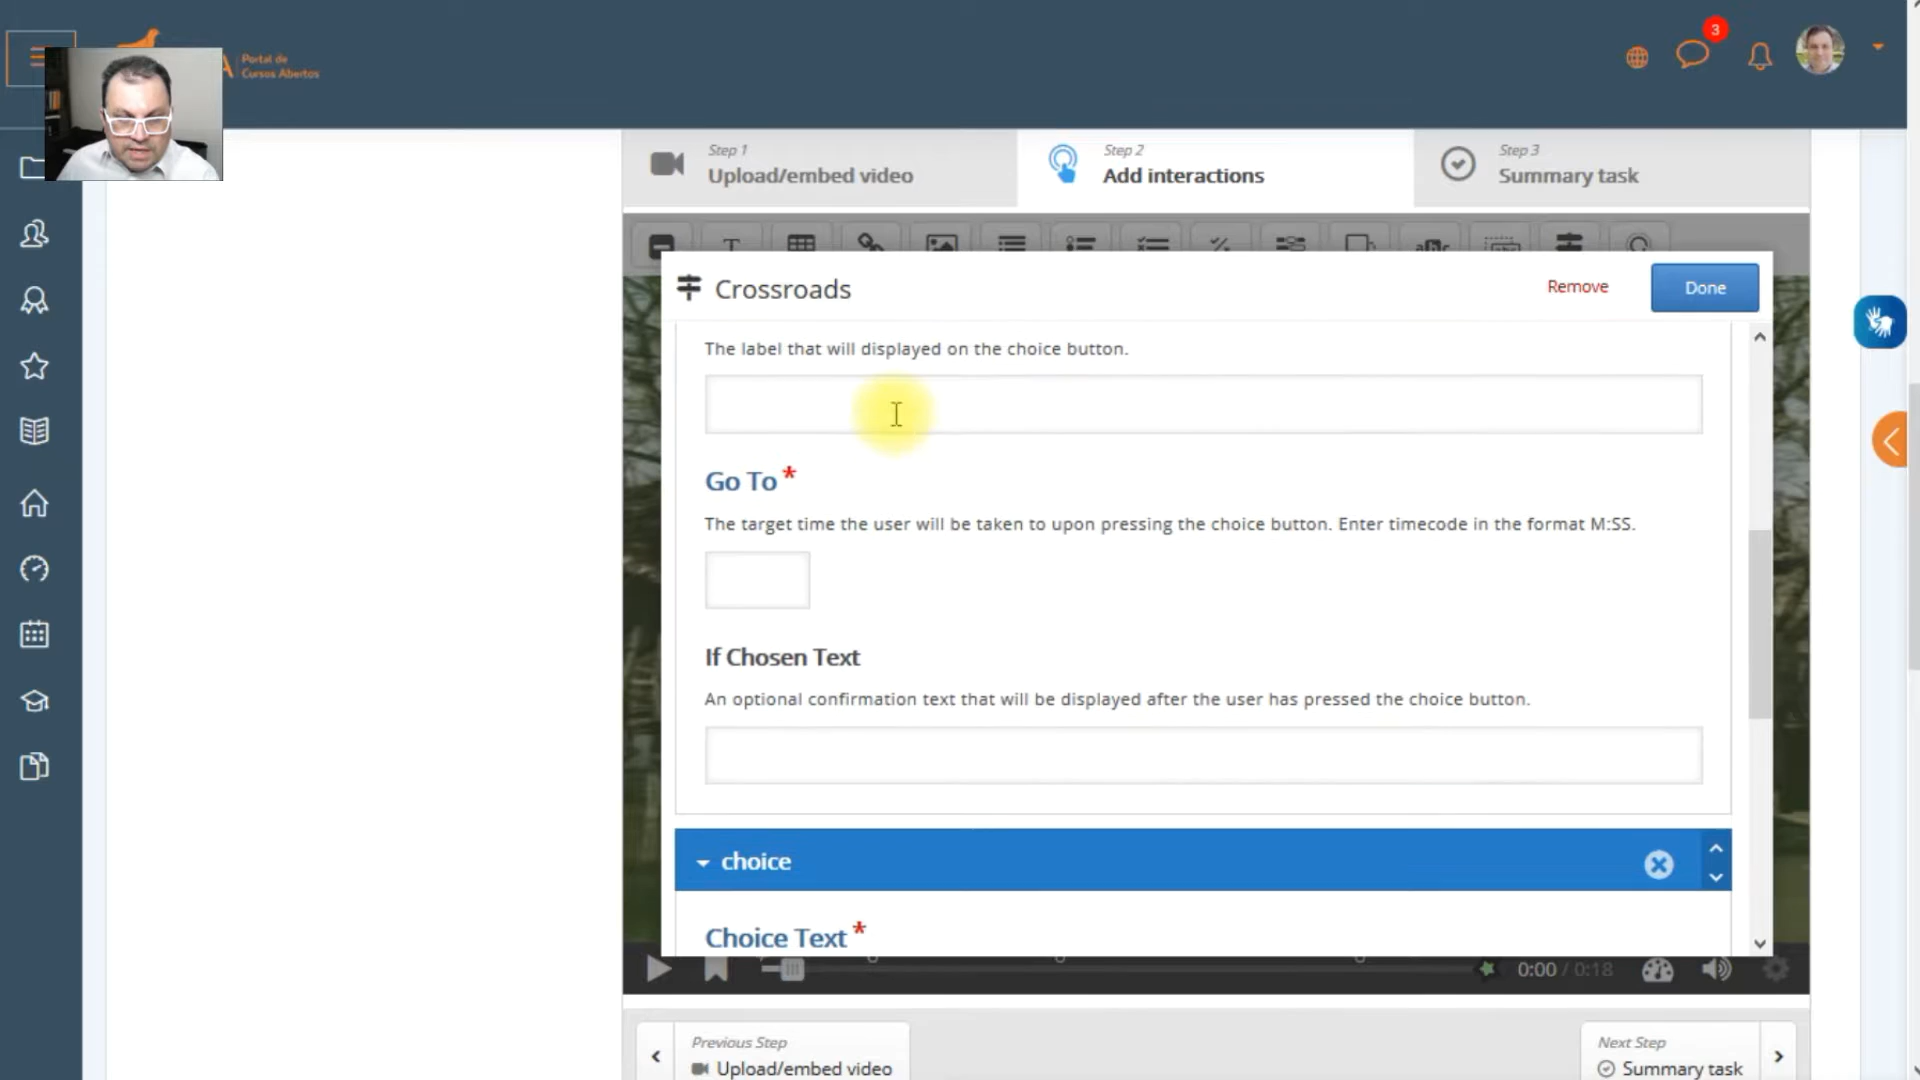 Portal de
Cursos Abertos
3
Step 1
Upload/embed video
Step 2
Add interactions
Step 3
Summary task
Crossroads
Remove
Done
The label that will displayed on the choice button.
Go To *
The target time the user will be taken to upon pressing the choice button. Enter timecode in the format M:SS.
If Chosen Text
An optional confirmation text that will be displayed after the user has pressed the choice button.
choice
Choice Text *
0:00 / 0:18
Previous Step
Upload/embed video
Next Step
Summary task